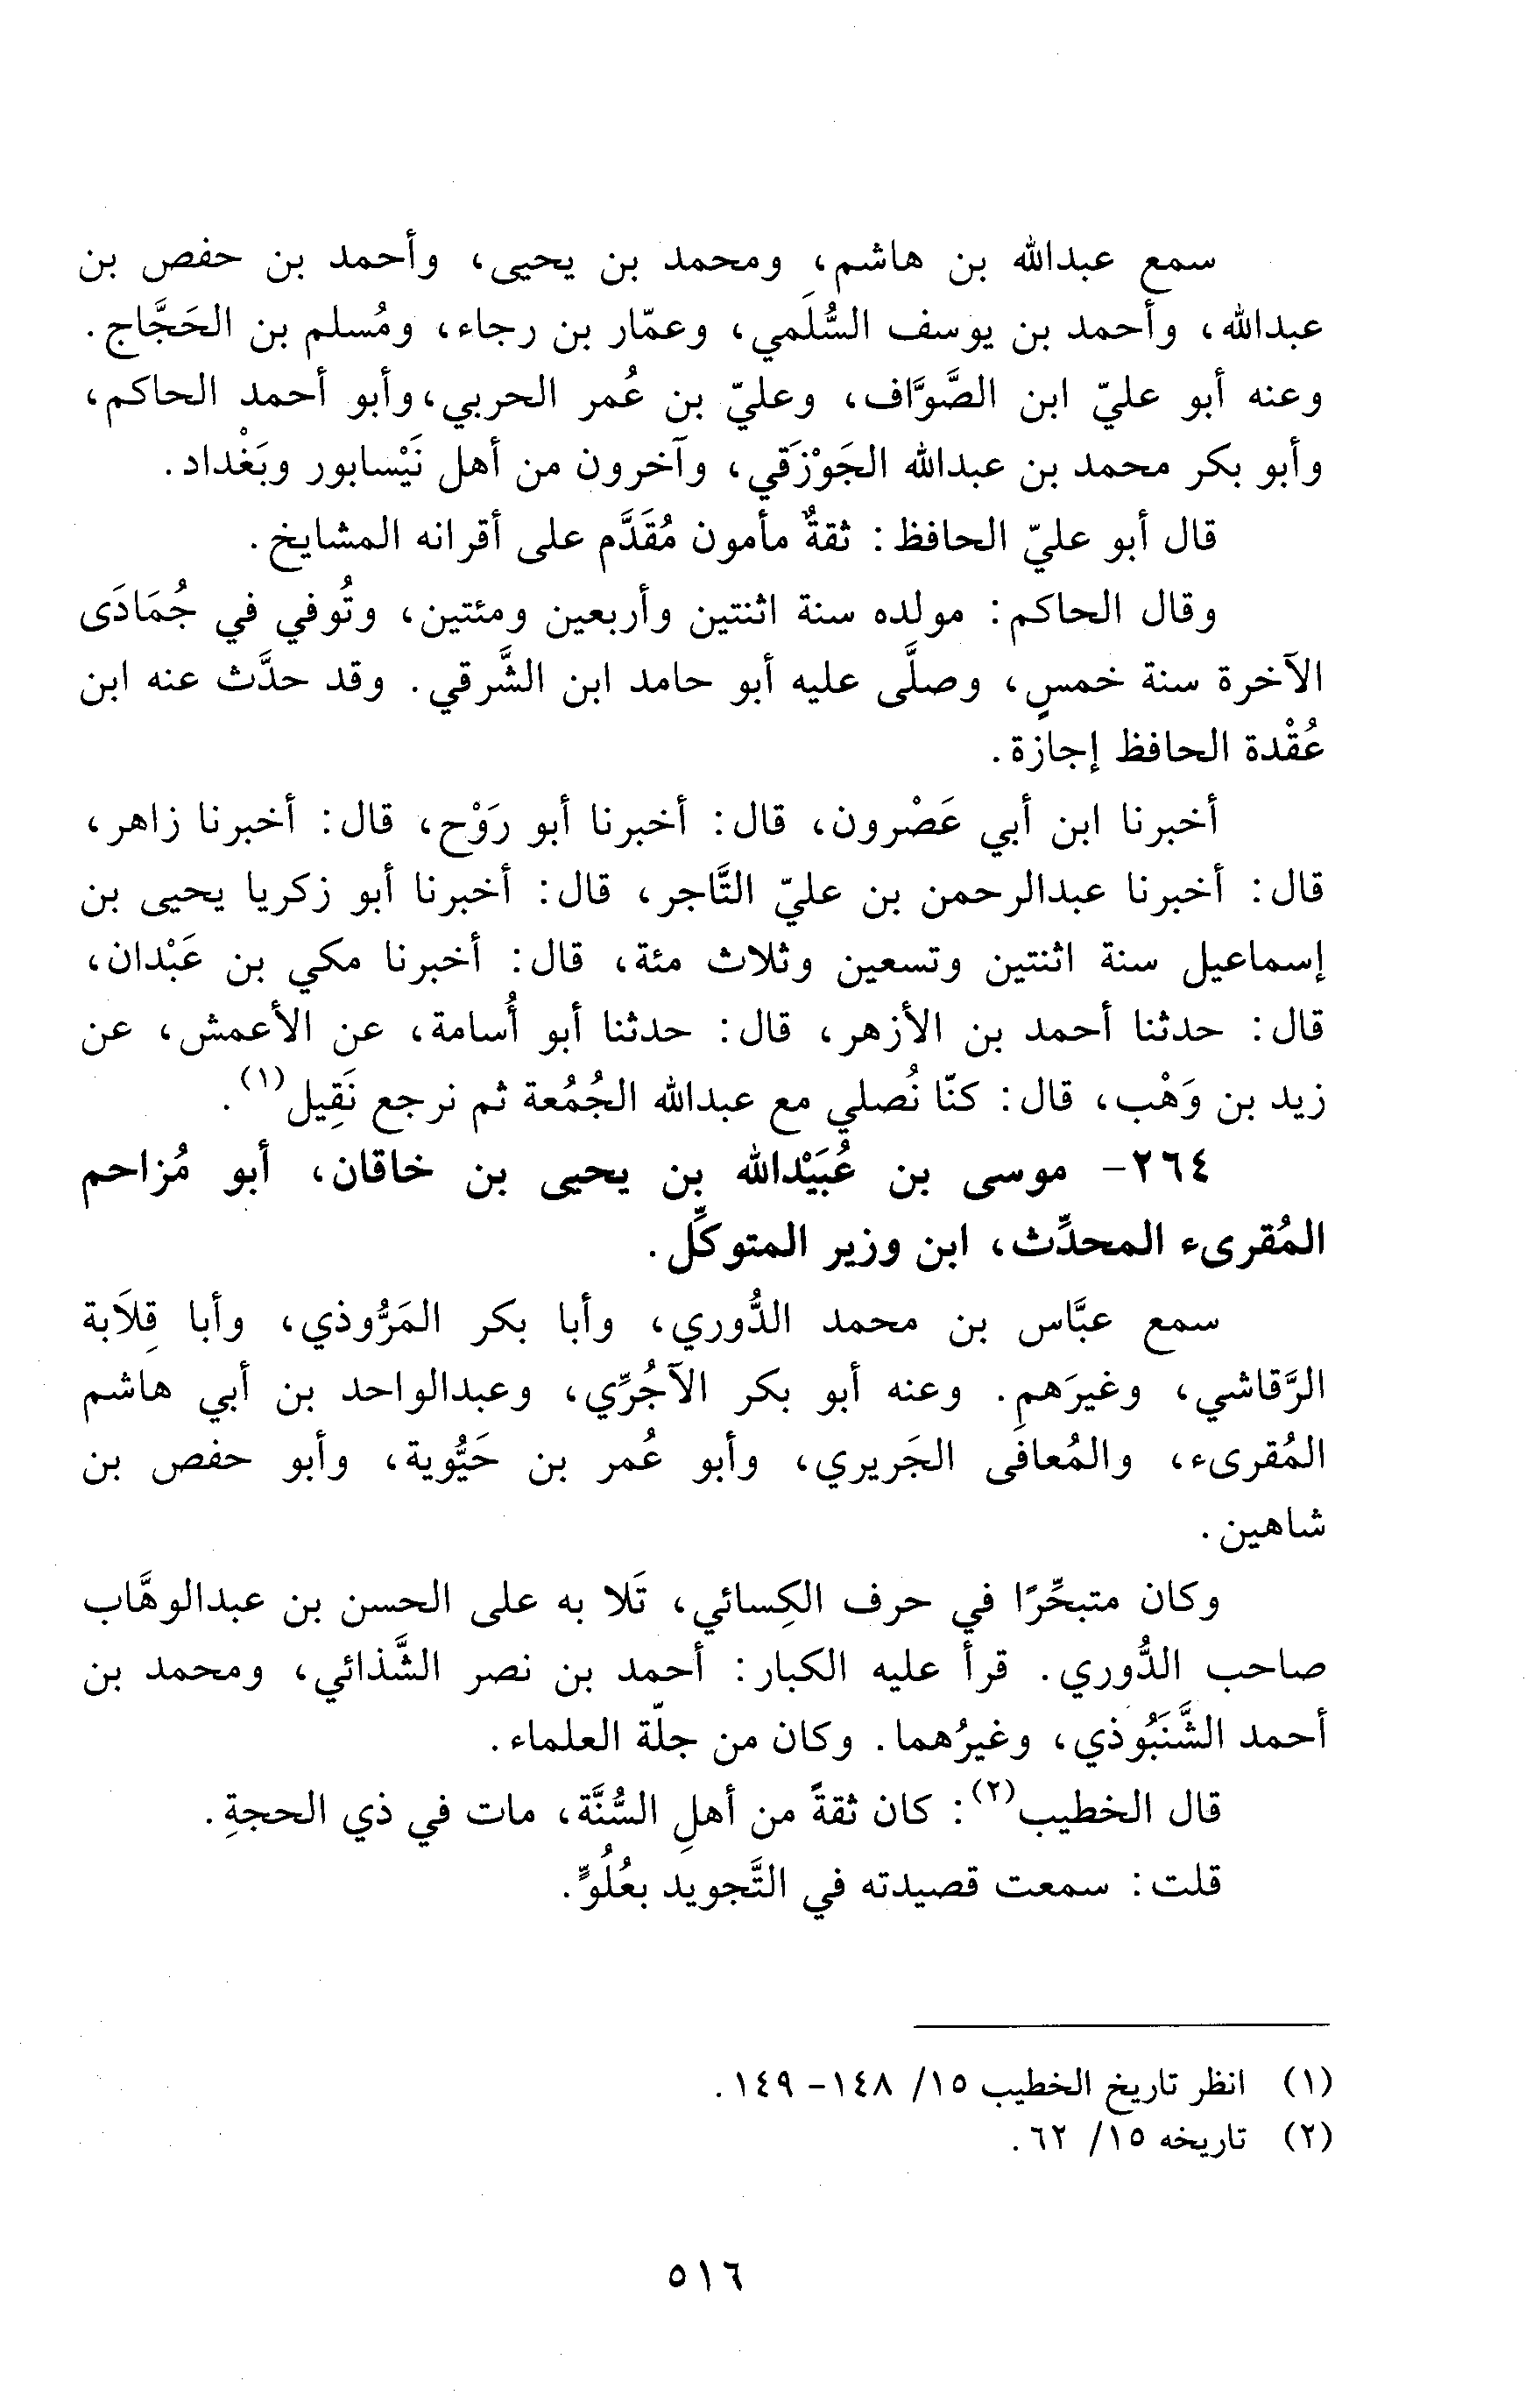 سمع عبدالله بن هاشم، ومحمد بن يحيى، وأحمد بن حفص بن
عبدالله، وأحمد بن يوسف السُّلَمي، وعمّار بن رجاء، ومُسلم بن الحَجَّاج.
وعنه أبو عليّ ابن الصَّوَّاف، وعليّ بن عُمر الحربي، وأبو أحمد الحاكم،
وأبو بكر محمد بن عبدالله الجَوْزَقي، وآخرون من أهل نَيْسابور وبَغْداد.
قال أبو عليّ الحافظ: ثقةٌ مأمون مُقَدَّم على أقرانه المشايخ.
وقال الحاكم: مولده سنة اثنتين وأربعين ومئتين، وتُوفي في جُمَادَى
الآخرة سنة خمسٍ، وصلَّى عليه أبو حامد ابن الشَّرقي. وقد حدَّث عنه ابن
عُقْدة الحافظ إجازة.
أخبرنا ابن أبي عَصْرون، قال: أخبرنا أبو رَوْح، قال: أخبرنا زاهر،
قال: أخبرنا عبدالرحمن بن عليّ التَّاجر، قال: أخبرنا أبو زكريا يحيى بن
إسماعيل سنة اثنتين وتسعين وثلاث مئة، قال: أخبرنا مكي بن عَبْدان،
قال: حدثنا أحمد بن الأزهر، قال: حدثنا أبو أُسامة، عن الأعمش، عن
زيد بن وَهْب، قال: كنّا نُصلي مع عبدالله الجُمُعة ثم نرجع نَقِيل(١).
٢٦٤- موسى بن عُبَيْدالله بن يحيى بن خاقان، أبو مُزاحم
المُقرىء المحدِّث، ابن وزير المتوكِّل.
سمع عبَّاس بن محمد الدُّوري، وأبا بكر المَرُّوذي، وأبا قِلَابة
الرَّقاشي، وغيرَهم. وعنه أبو بكر الآجُرِّي، وعبدالواحد بن أبي هاشم
المُقرىء، والمُعافَى الجَريري، وأبو عُمر بن حَيُّوية، وأبو حفص بن
شاهين.
وكان متبحِّرًا في حرف الكِسائي، تَلا به على الحسن بن عبدالوهَّاب
صاحب الدُّوري. قرأ عليه الكبار: أحمد بن نصر الشَّذائي، ومحمد بن
أحمد الشَّنَبُوذي، وغيرُهما. وكان من جلّة العلماء.
قال الخطيب(٢): كان ثقةً من أهلِ السُّنَّة، مات في ذي الحجةِ.
قلت: سمعت قصيدته في التَّجويد بعُلُوٍّ.
(١) انظر تاريخ الخطيب ١٥/ ١٤٨- ١٤٩.
(٢) تاريخه ١٥/ ٦٢.
٥١٦